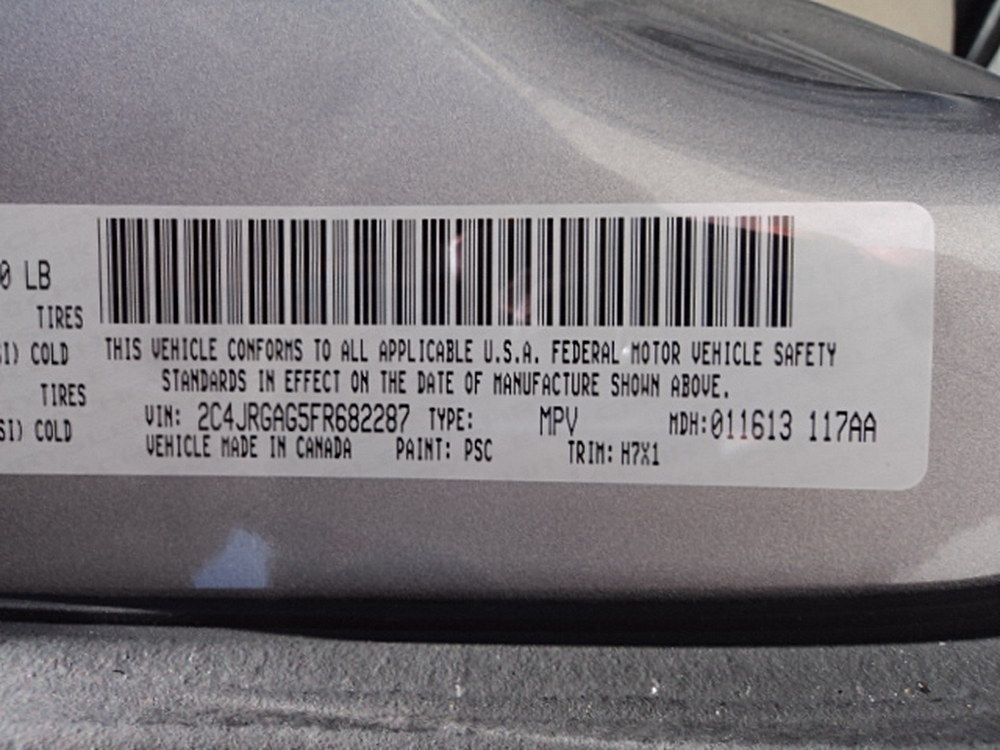 0 LB
TIRES
SI) COLD
TIRES
SI) COLD
THIS VEHICLE CONFORMS TO ALL APPLICABLE U.S.A. FEDERAL MOTOR VEHICLE SAFETY
STANDARDS IN EFFECT ON THE DATE OF MANUFACTURE SHOWN ABOVE.
VIN: 2C4JRGAG5FR682287 TYPE: MPV MDH:011613 117AA
VEHICLE MADE IN CANADA PAINT: PSC TRIM: H7X1